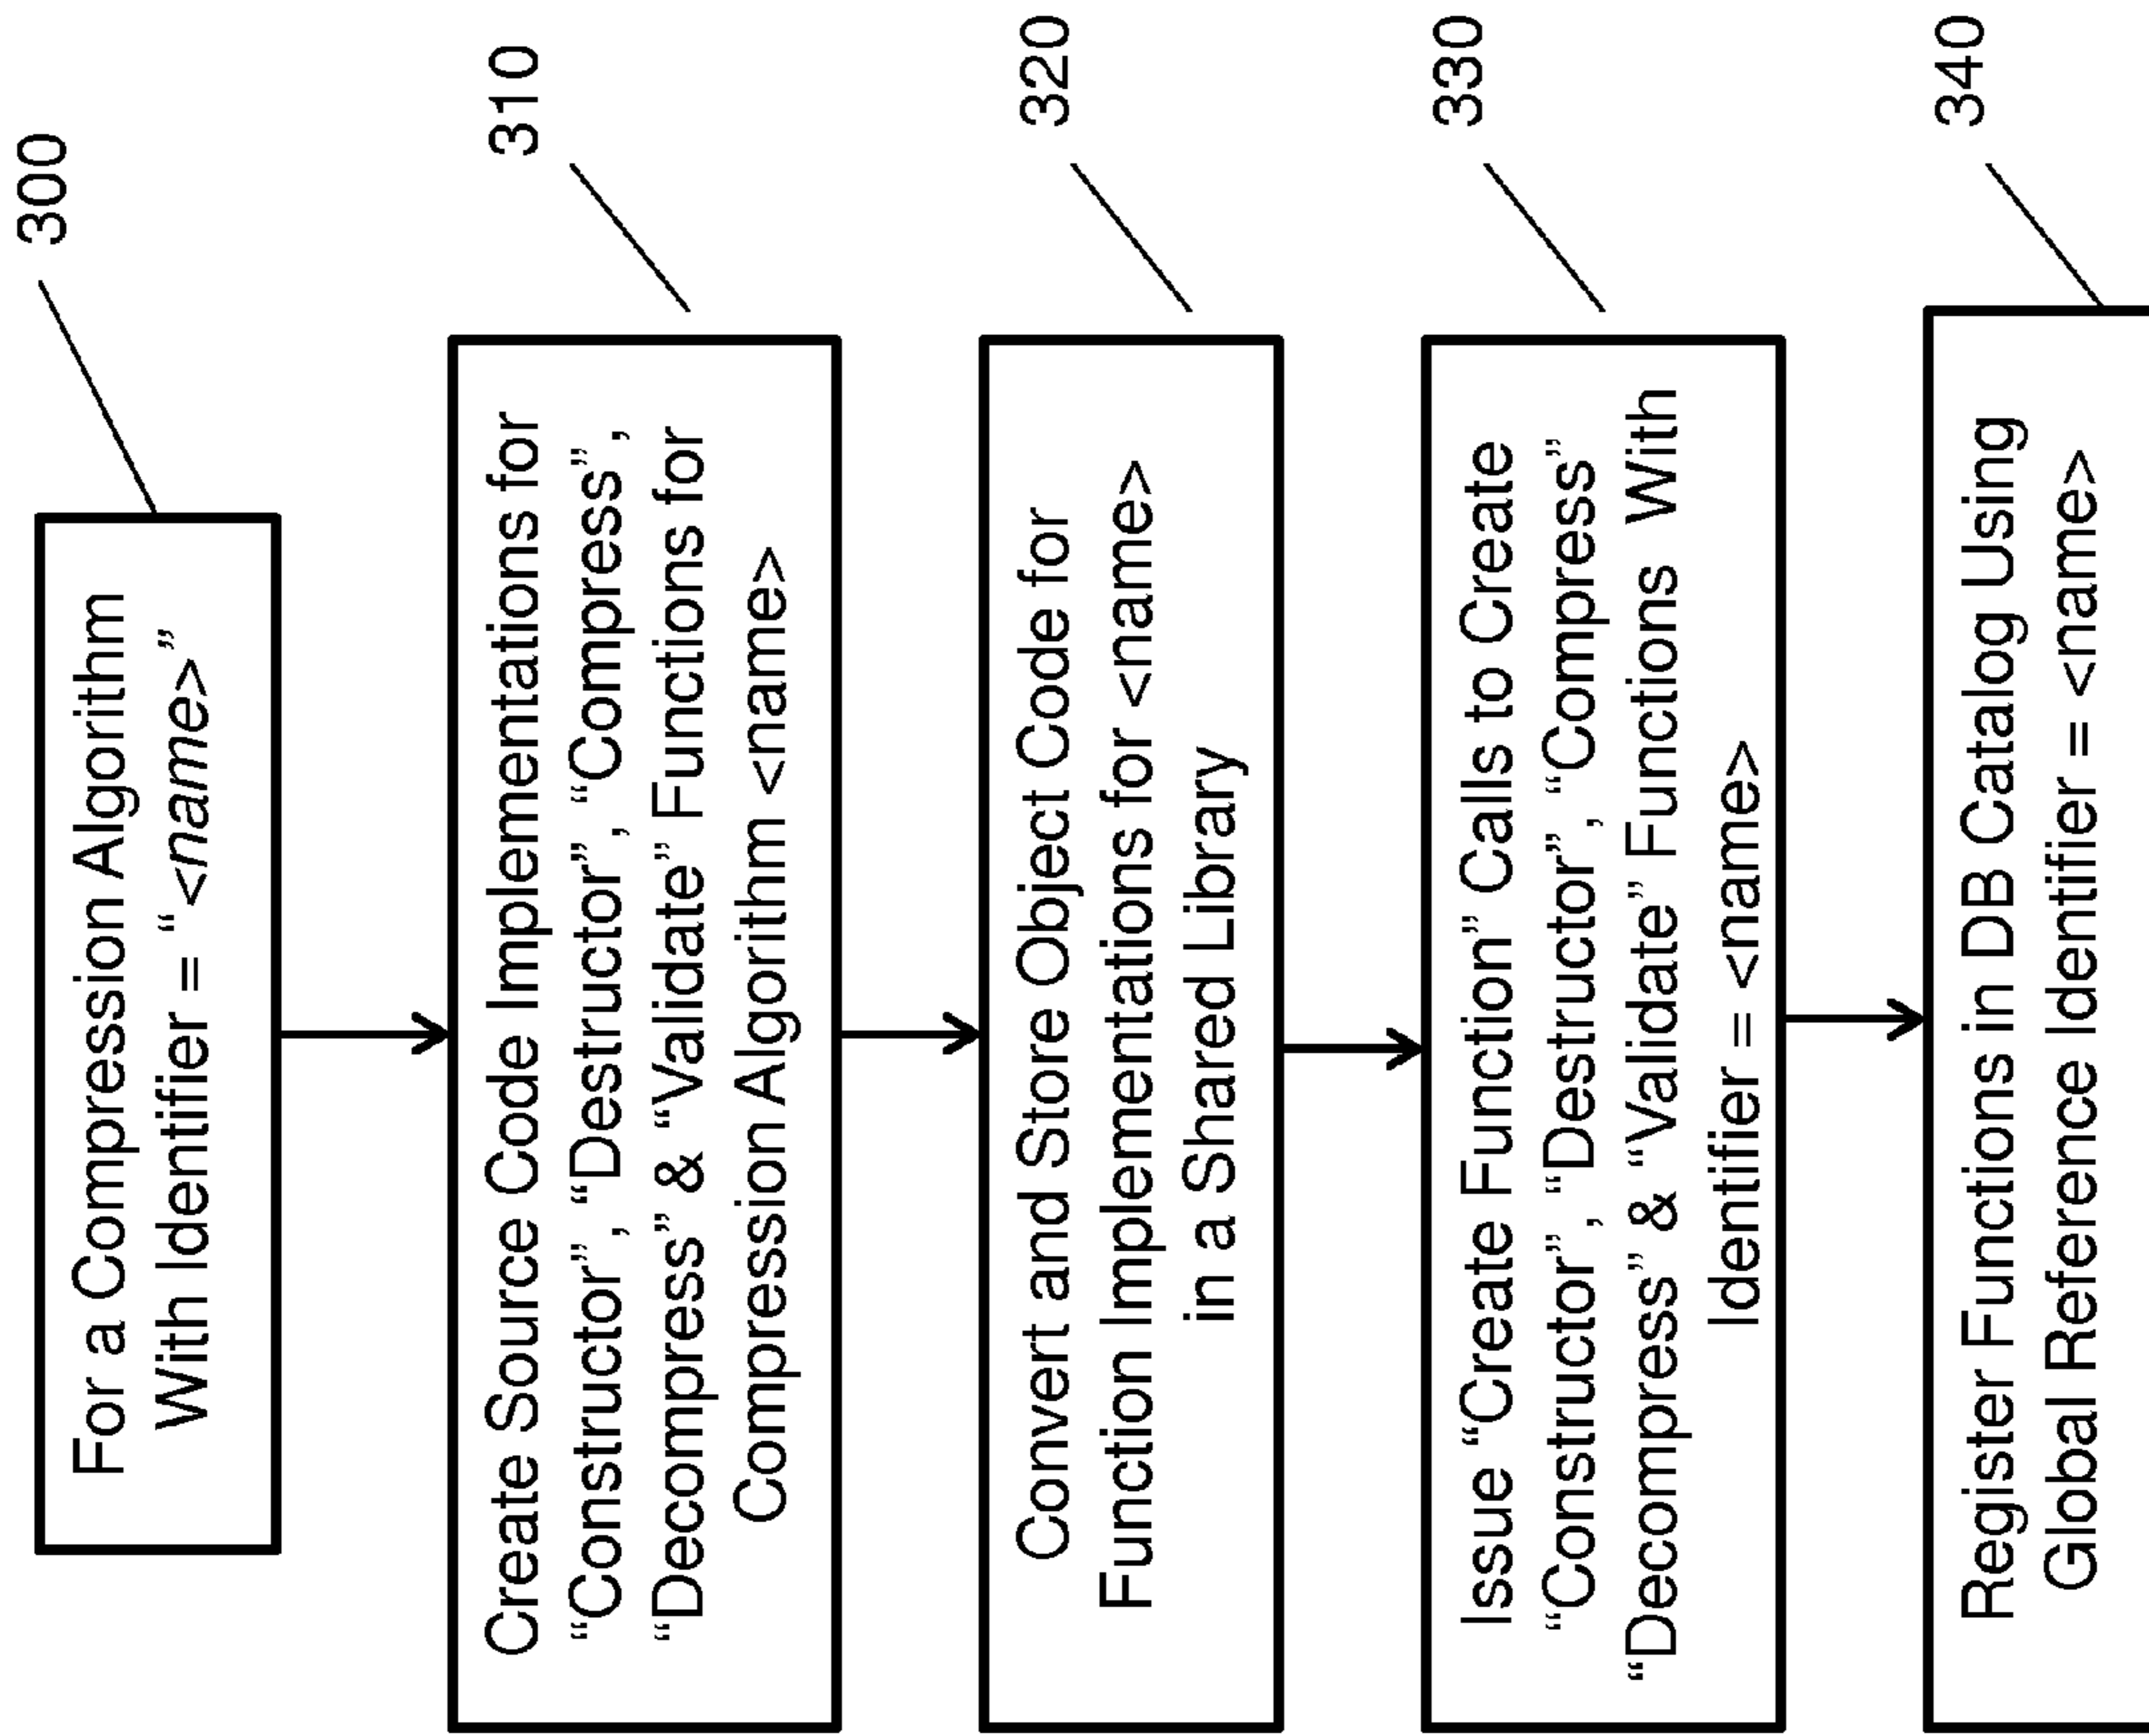 300
For a Compression Algorithm
With Identifier = “<name>”
310
Create Source Code Implementations for
“Constructor”, “Destructor”, “Compress”,
“Decompress” & “Validate” Functions for
Compression Algorithm <name>
320
Convert and Store Object Code for
Function Implementations for <name>
in a Shared Library
330
Issue “Create Function” Calls to Create
“Constructor”, “Destructor”, “Compress”
“Decompress” & “Validate” Functions With
Identifier = <name>
340
Register Functions in DB Catalog Using
Global Reference Identifier = <name>